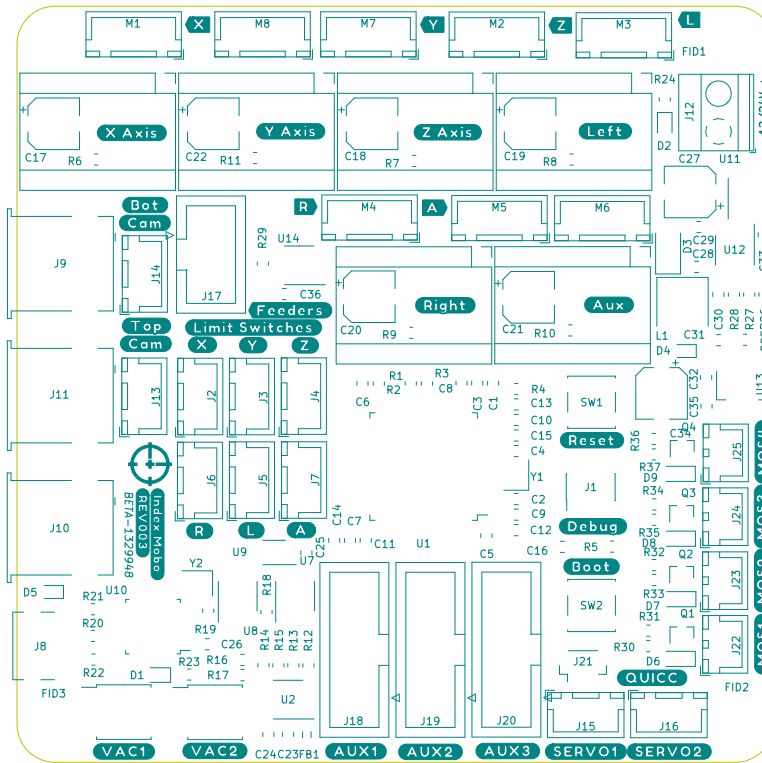 M1
X
M8
M7
Y
M2
Z
M3
L
FID1
R24
J12
D2
U11
C17
R6
X Axis
C22
R11
Y Axis
C18
R7
Z Axis
C19
R8
Left
C27
Bot
Cam
R
M4
A
M5
M6
J9
J14
J17
R29
U14
C36
D3
C29
C28
U12
Feeders
Limit Switches
Top
Cam
X
Y
Z
C20
R9
Right
C21
R10
Aux
L1
C31
D4
C30
R28
R27
J11
J13
J2
J3
J4
R1
R2
R3
C8
C6
C3
C1
R4
C13
C10
C15
C4
SW1
Reset
C32
C35
U13
Q4
C34
R36
J25
J6
J5
J7
R
L
A
Y1
J1
Debug
R37
D9
R34
Q3
J24
J10
Index Mobo
REV003
BETA-1329948
C14
C7
C25
C11
U1
C2
C9
C12
C5
C16
R5
Boot
R35
D8
R32
Q2
J23
MOS2
U10
Y2
U9
U7
D5
R21
R20
R22
J8
FID3
R18
R19
U8
C26
R16
R17
R23
D1
R14
R15
R13
R12
U2
SW2
R33
D7
R31
Q1
J22
MOS1
R30
D6
J21
QUICC
FID2
J18
J19
J20
J15
J16
VAC1
VAC2
C24
C23
FB1
AUX1
AUX2
AUX3
SERVO1
SERVO2